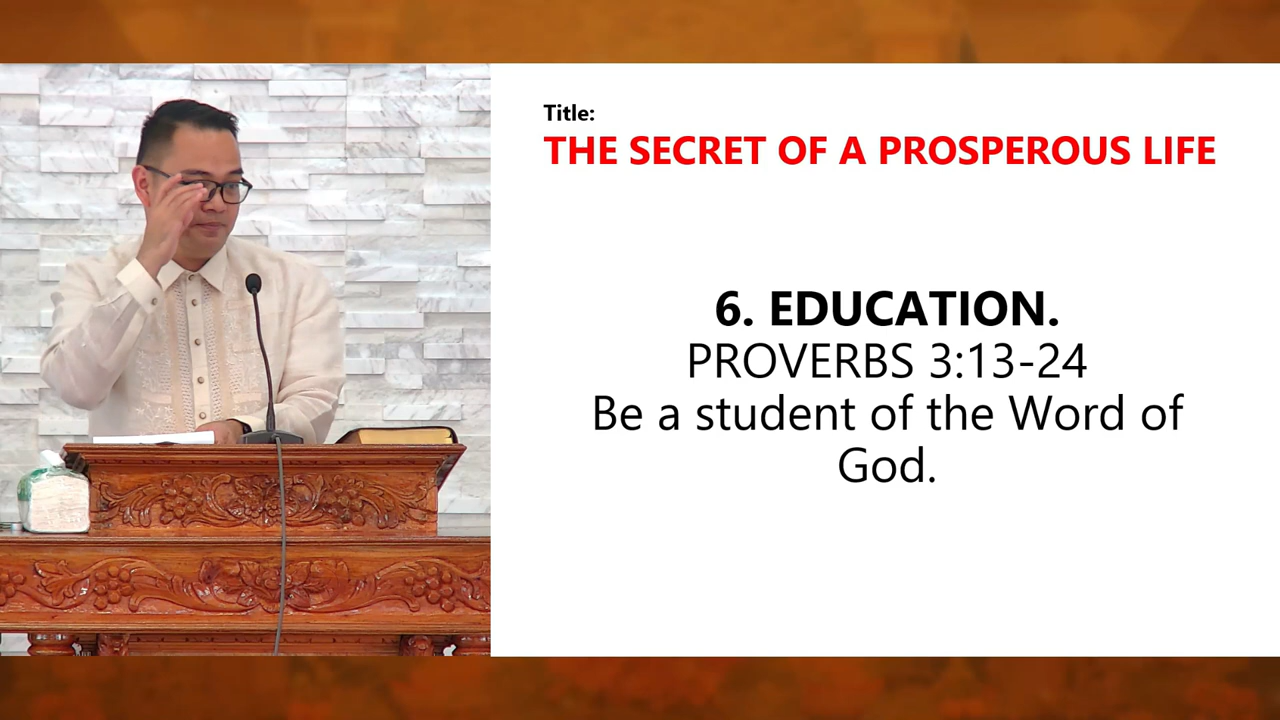 Title:
THE SECRET OF A PROSPEROUS LIFE
6. EDUCATION.
PROVERBS 3:13-24
Be a student of the Word of
God.